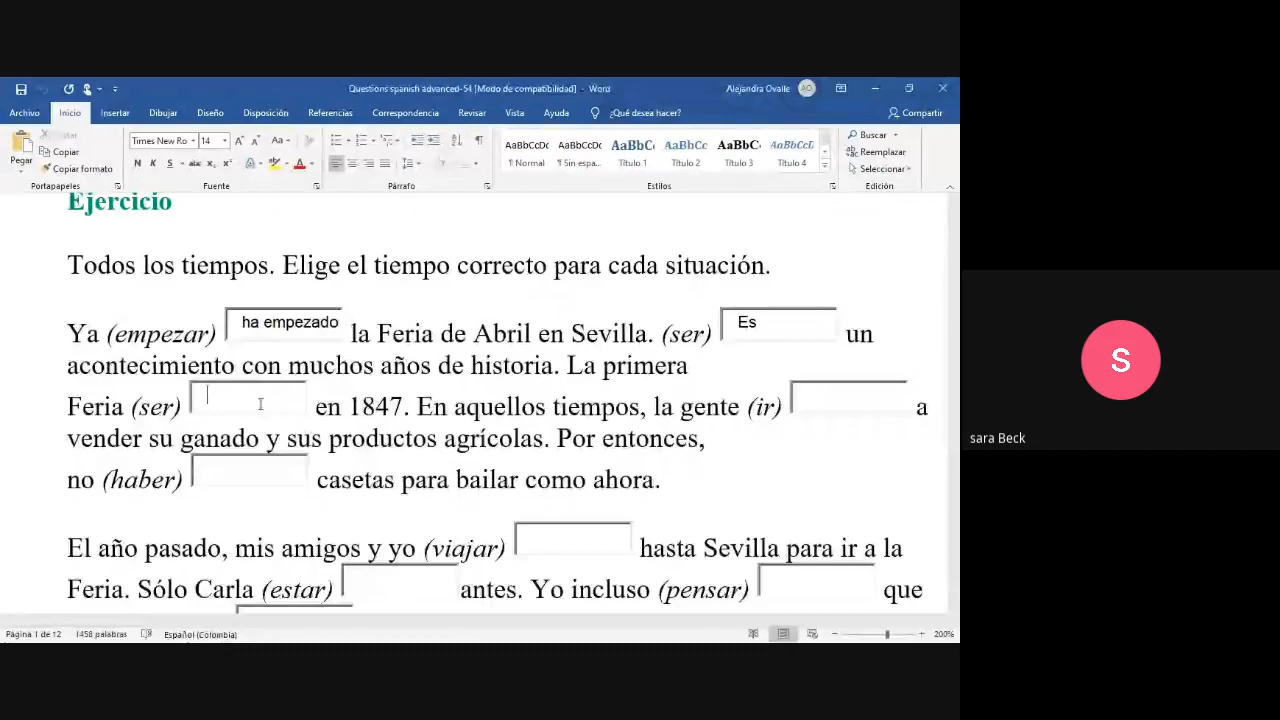 Questions spanish advanced-54 [Modo de compatibilidad] - Word
Alejandra Ovalle
AO
Archivo Inicio Insertar Dibujar Diseño Disposición Referencias Correspondencia Revisar Vista Ayuda ¿Qué desea hacer? Compartir
Pegar
Copiar
Copiar formato
Portapapeles
Times New Ro 14
N K S abc x₂ x²
Fuente
Párrafo
AaBbCcDc AaBbCcDc AaBbC AaBbCc AaBbC AaBbCcD
¶ Normal ¶ Sin espa... Título 1 Título 2 Título 3 Título 4
Estilos
Buscar
Reemplazar
Seleccionar
Edición
Ejercicio
Todos los tiempos. Elige el tiempo correcto para cada situación.
Ya (empezar) ha empezado la Feria de Abril en Sevilla. (ser) Es un
acontecimiento con muchos años de historia. La primera
Feria (ser) en 1847. En aquellos tiempos, la gente (ir) a
vender su ganado y sus productos agrícolas. Por entonces,
no (haber) casetas para bailar como ahora.
El año pasado, mis amigos y yo (viajar) hasta Sevilla para ir a la
Feria. Sólo Carla (estar) antes. Yo incluso (pensar) que
Página 1 de 12 1458 palabras Español (Colombia) 200%
S
sara Beck